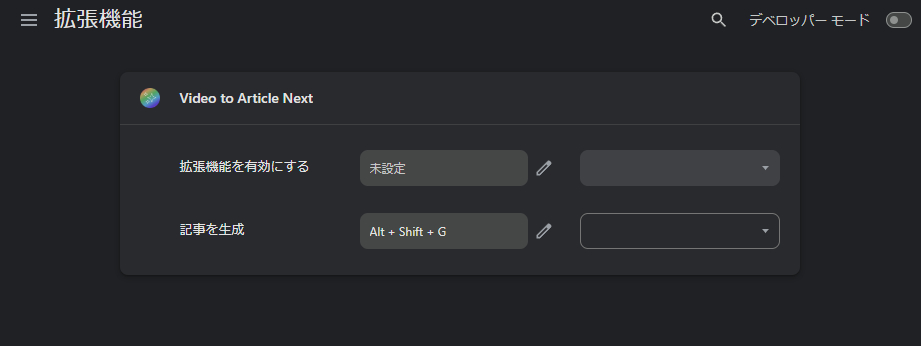 拡張機能
デベロッパー モード
Video to Article Next
拡張機能を有効にする
未設定
記事を生成
Alt + Shift + G